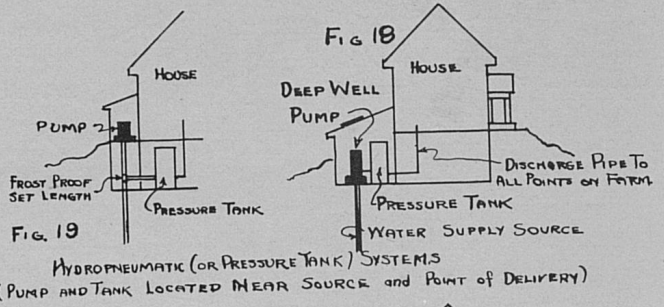 FIG 18
HOUSE
HOUSE
DEEP WELL
PUMP
PUMP
DISCHARGE PIPE TO
ALL POINTS ON FARM
FROST PROOF
SET LENGTH
PRESSURE TANK
PRESSURE TANK
FIG. 19
WATER SUPPLY SOURCE
HYDROPNEUMATIC (OR PRESSURE TANK) SYSTEMS
(PUMP AND TANK LOCATED NEAR SOURCE and POINT of DELIVERY)